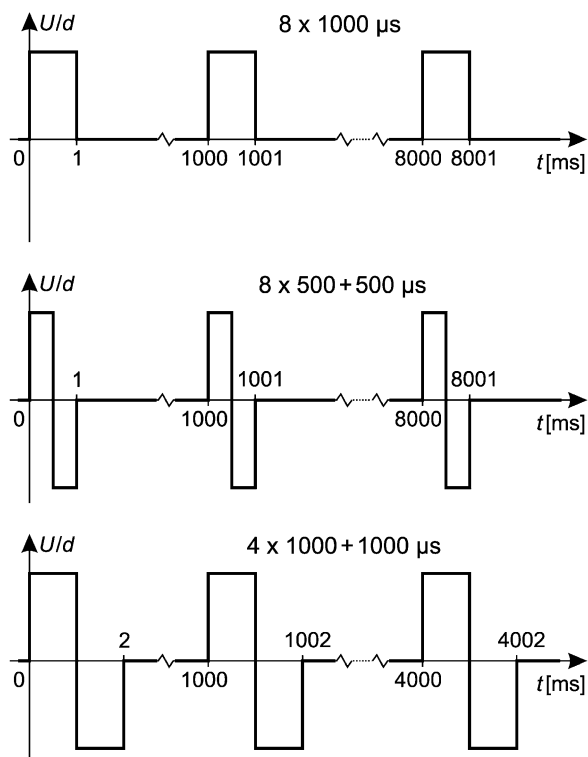 U/d
8 x 1000 µs
0 1 1000 1001 8000 8001 t [ms]
U/d
8 x 500 + 500 µs
1 1001 8001
0 1000 8000 t [ms]
U/d
4 x 1000 + 1000 µs
2 1002 4002
0 1000 4000 t [ms]